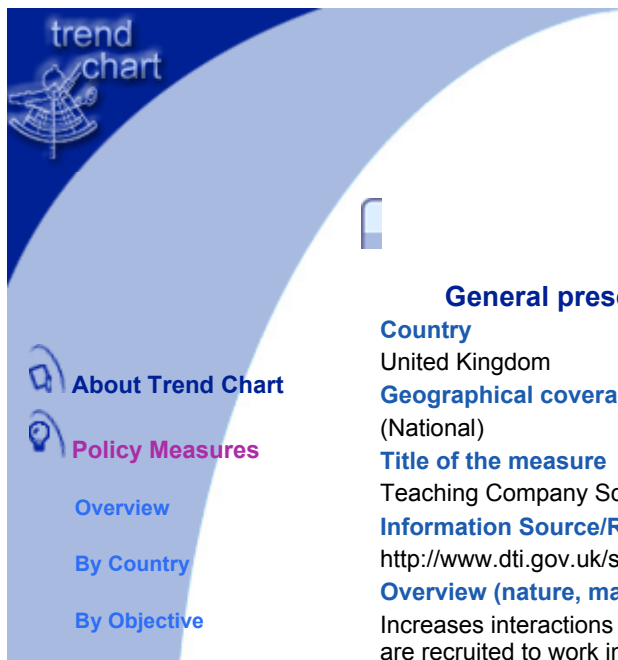 trend
chart
About Trend Chart
Policy Measures
Overview
By Country
By Objective
General pres
Country
United Kingdom
Geographical covera
(National)
Title of the measure
Teaching Company Sc
Information Source/R
http://www.dti.gov.uk/s
Overview (nature, ma
Increases interactions
are recruited to work in